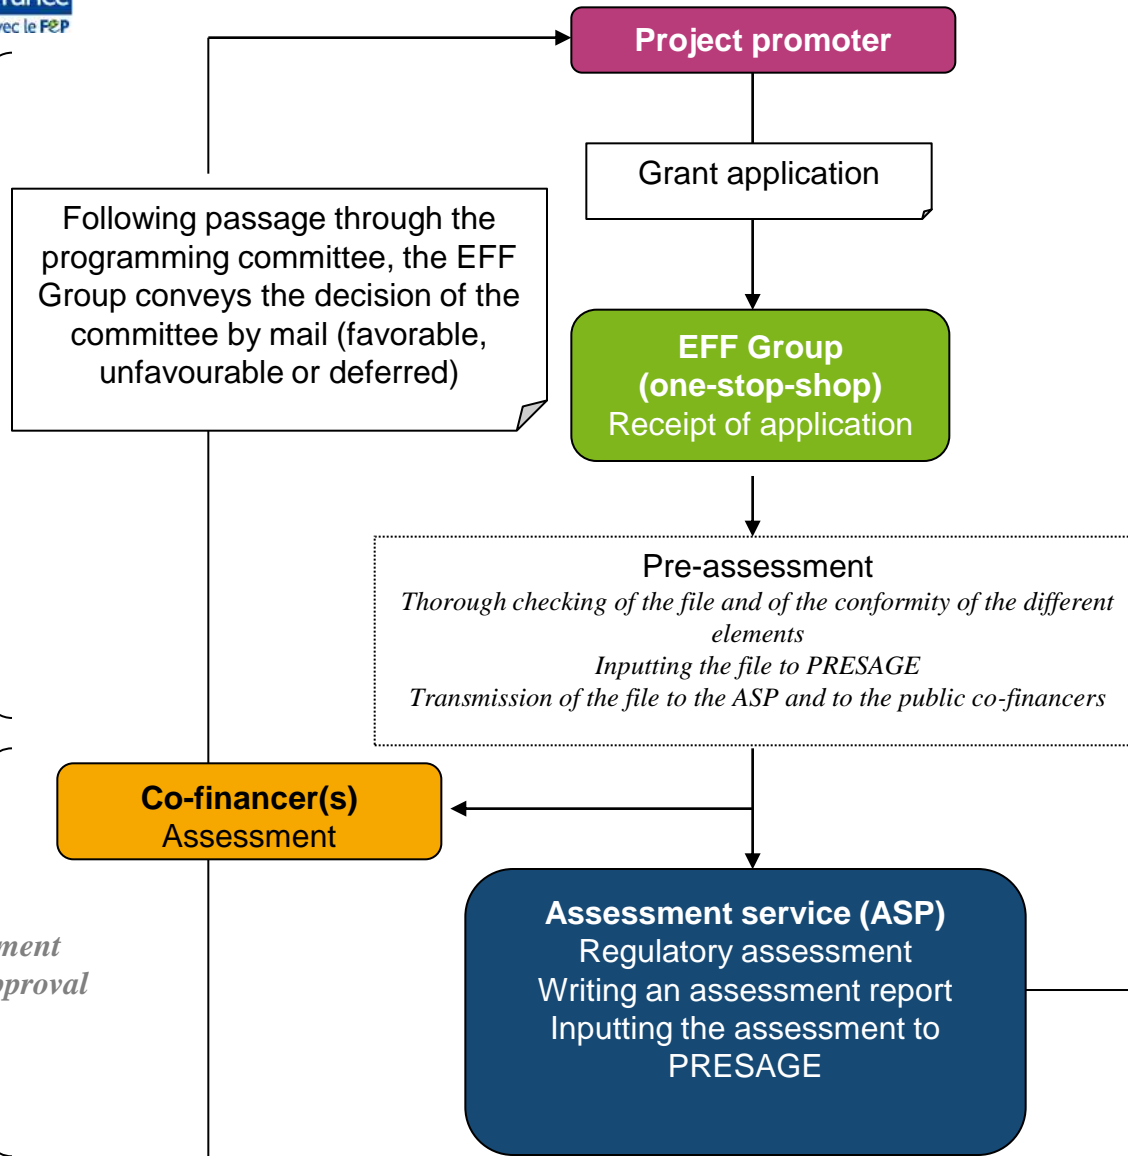 avec le FEP
Project promoter
Grant application
Following passage through the
programming committee, the EFF
Group conveys the decision of the
committee by mail (favorable,
unfavourable or deferred)
EFF Group
(one-stop-shop)
Receipt of application
Pre-assessment
Thorough checking of the file and of the conformity of the different
elements
Inputting the file to PRESAGE
Transmission of the file to the ASP and to the public co-financers
Co-financer(s)
Assessment
Assessment service (ASP)
Regulatory assessment
Writing an assessment report
Inputting the assessment to
PRESAGE